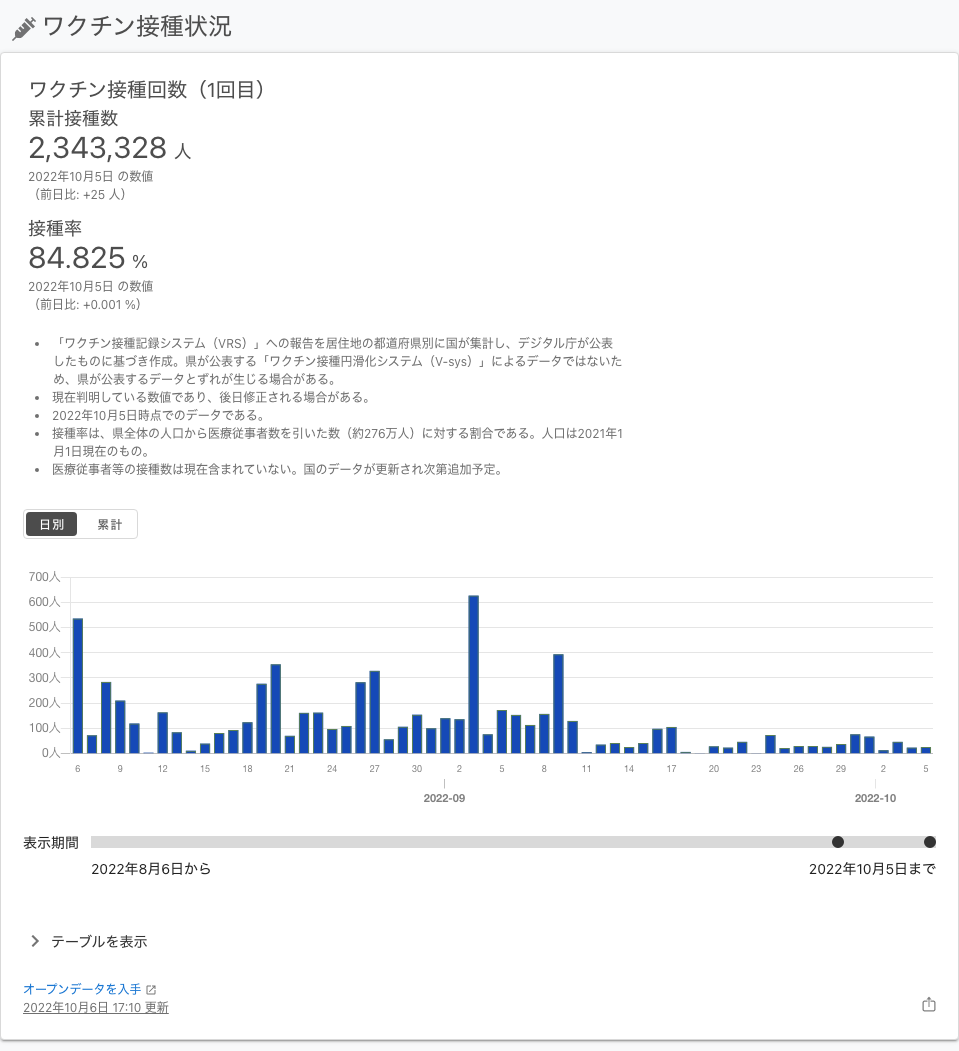 ワクチン接種状況
ワクチン接種回数（1回目）
累計接種数
2,343,328 人
2022年10月5日 の数値
（前日比: +25 人）
接種率
84.825 %
2022年10月5日 の数値
（前日比: +0.001 %）
• 「ワクチン接種記録システム（VRS）」への報告を居住地の都道府県別に国が集計し、デジタル庁が公表
したものに基づき作成。県が公表する「ワクチン接種円滑化システム（V-sys）」によるデータではないた
め、県が公表するデータとずれが生じる場合がある。
• 現在判明している数値であり、後日修正される場合がある。
• 2022年10月5日時点でのデータである。
• 接種率は、県全体の人口から医療従事者数を引いた数（約276万人）に対する割合である。人口は2021年1
月1日現在のもの。
• 医療従事者等の接種数は現在含まれていない。国のデータが更新され次第追加予定。
日別 累計
700人
600人
500人
400人
300人
200人
100人
0人
6 9 12 15 18 21 24 27 30 2 5 8 11 14 17 20 23 26 29 2 5
2022-09 2022-10
表示期間
2022年8月6日から 2022年10月5日まで
テーブルを表示
オープンデータを入手
2022年10月6日 17:10 更新